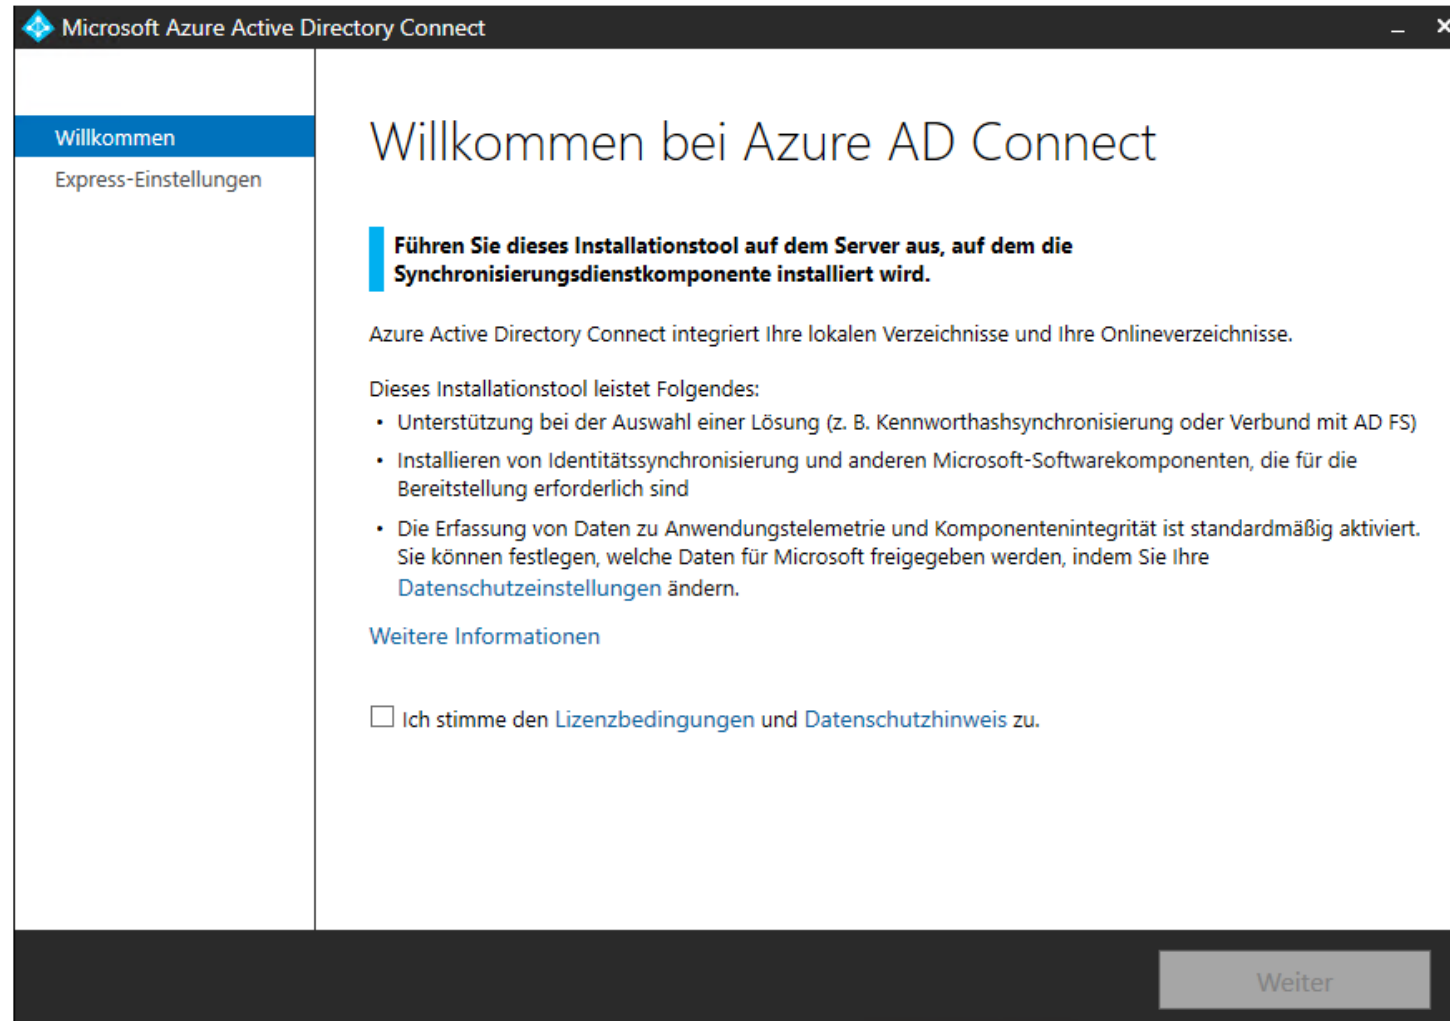 Microsoft Azure Active Directory Connect
Willkommen
Express-Einstellungen
Willkommen bei Azure AD Connect
Führen Sie dieses Installationstool auf dem Server aus, auf dem die
Synchronisierungsdienstkomponente installiert wird.
Azure Active Directory Connect integriert Ihre lokalen Verzeichnisse und Ihre Onlineverzeichnisse.
Dieses Installationstool leistet Folgendes:
• Unterstützung bei der Auswahl einer Lösung (z. B. Kennworthashsynchronisierung oder Verbund mit AD FS)
• Installieren von Identitätssynchronisierung und anderen Microsoft-Softwarekomponenten, die für die
Bereitstellung erforderlich sind
• Die Erfassung von Daten zu Anwendungstelemetrie und Komponentenintegrität ist standardmäßig aktiviert.
Sie können festlegen, welche Daten für Microsoft freigegeben werden, indem Sie Ihre
Datenschutzeinstellungen ändern.
Weitere Informationen
Ich stimme den Lizenzbedingungen und Datenschutzhinweis zu.
Weiter